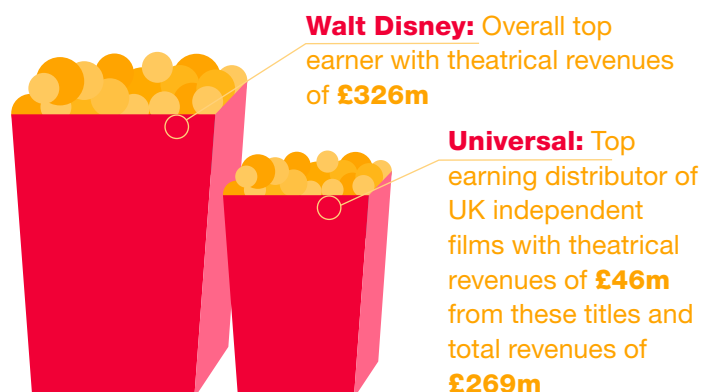 Walt Disney: Overall top
earner with theatrical revenues
of £326m
Universal: Top
earning distributor of
UK independent
films with theatrical
revenues of £46m
from these titles and
total revenues of
£269m